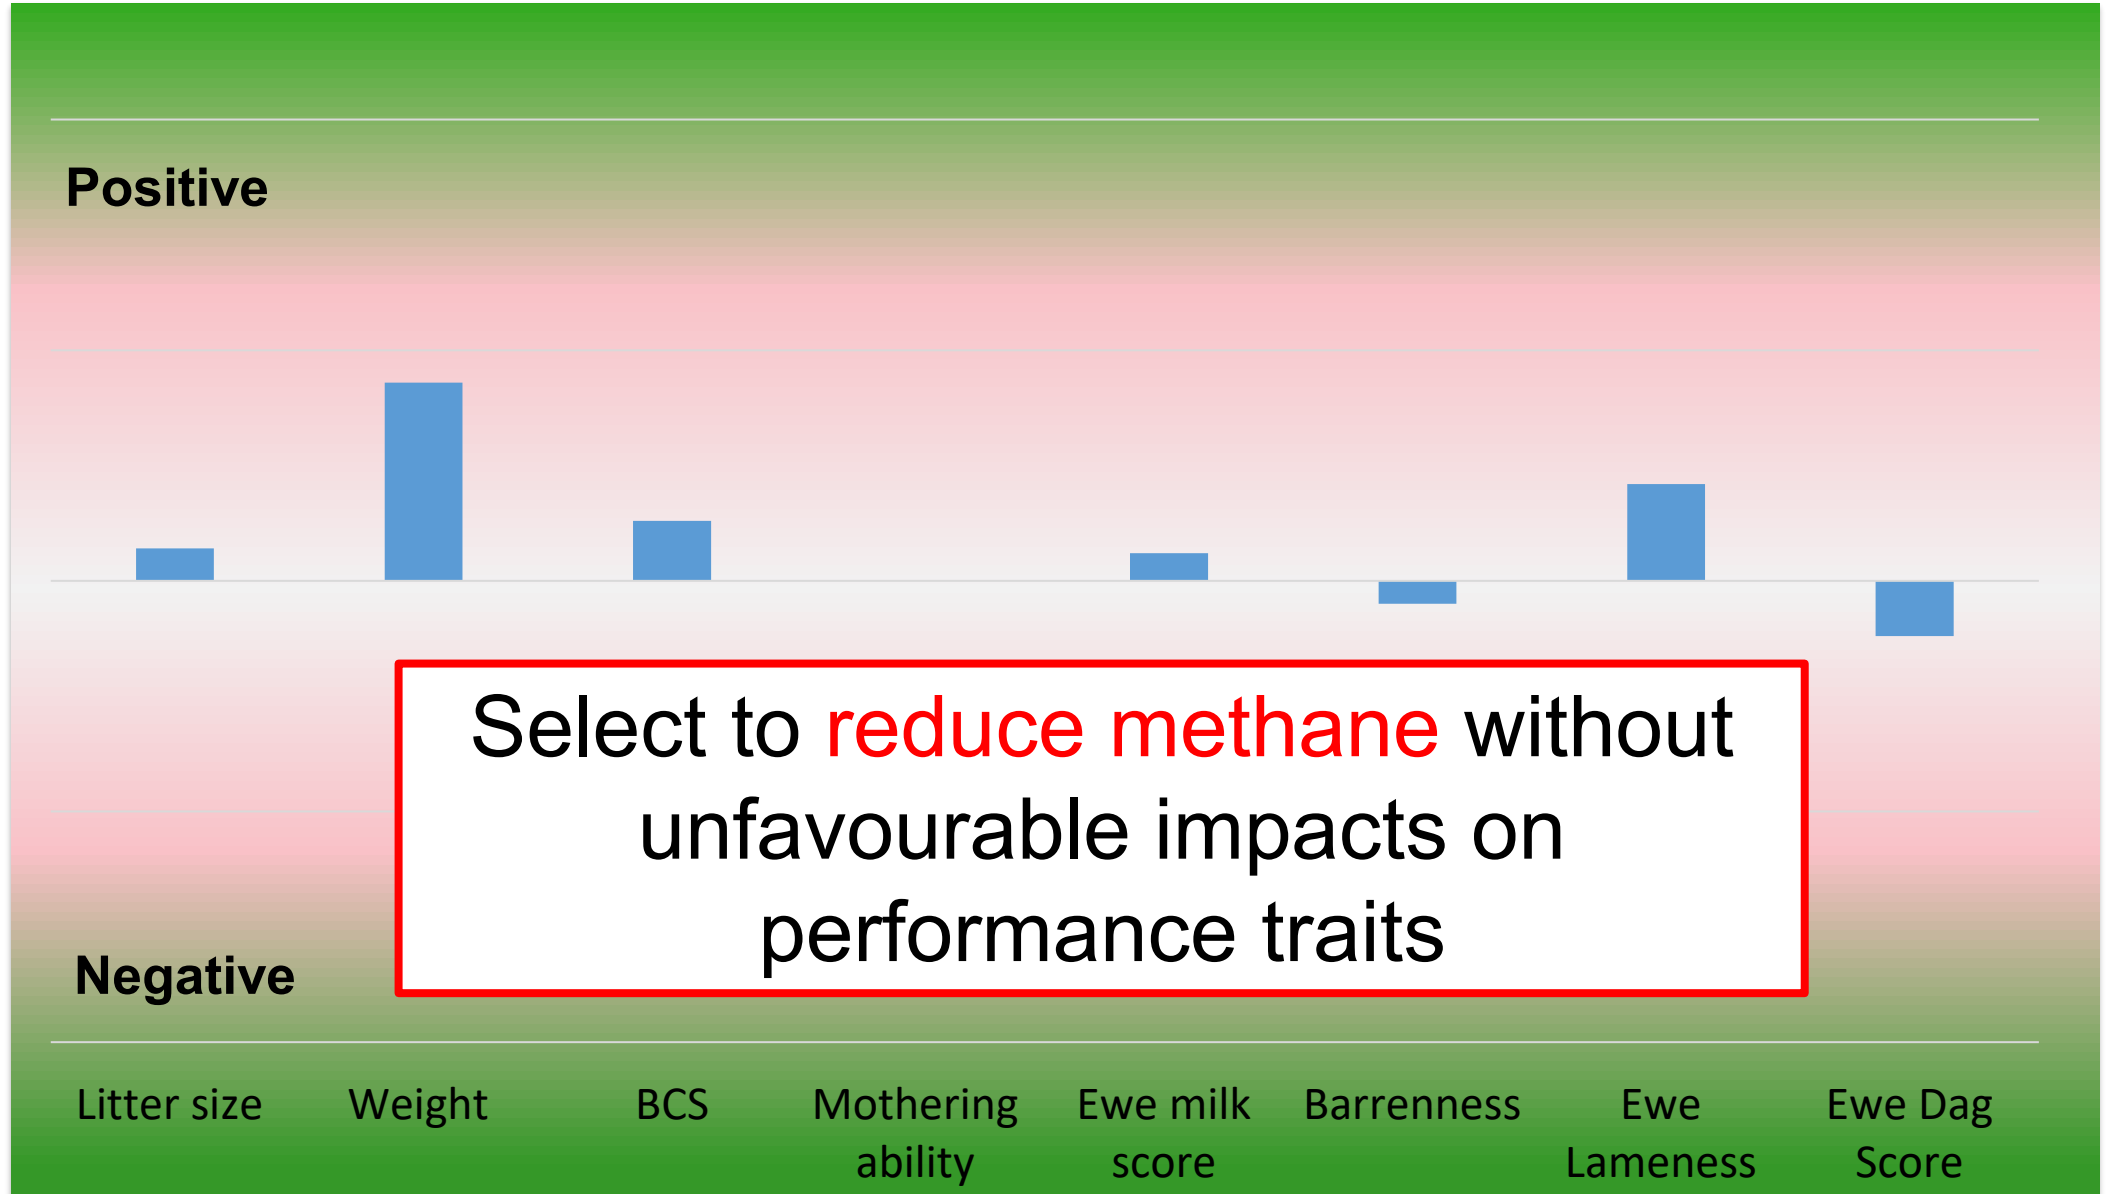 Positive
Select to reduce methane without
unfavourable impacts on
performance traits
Negative
Litter size
Weight
BCS
Mothering
ability
Ewe milk
score
Barrenness
Ewe
Lameness
Ewe Dag
Score